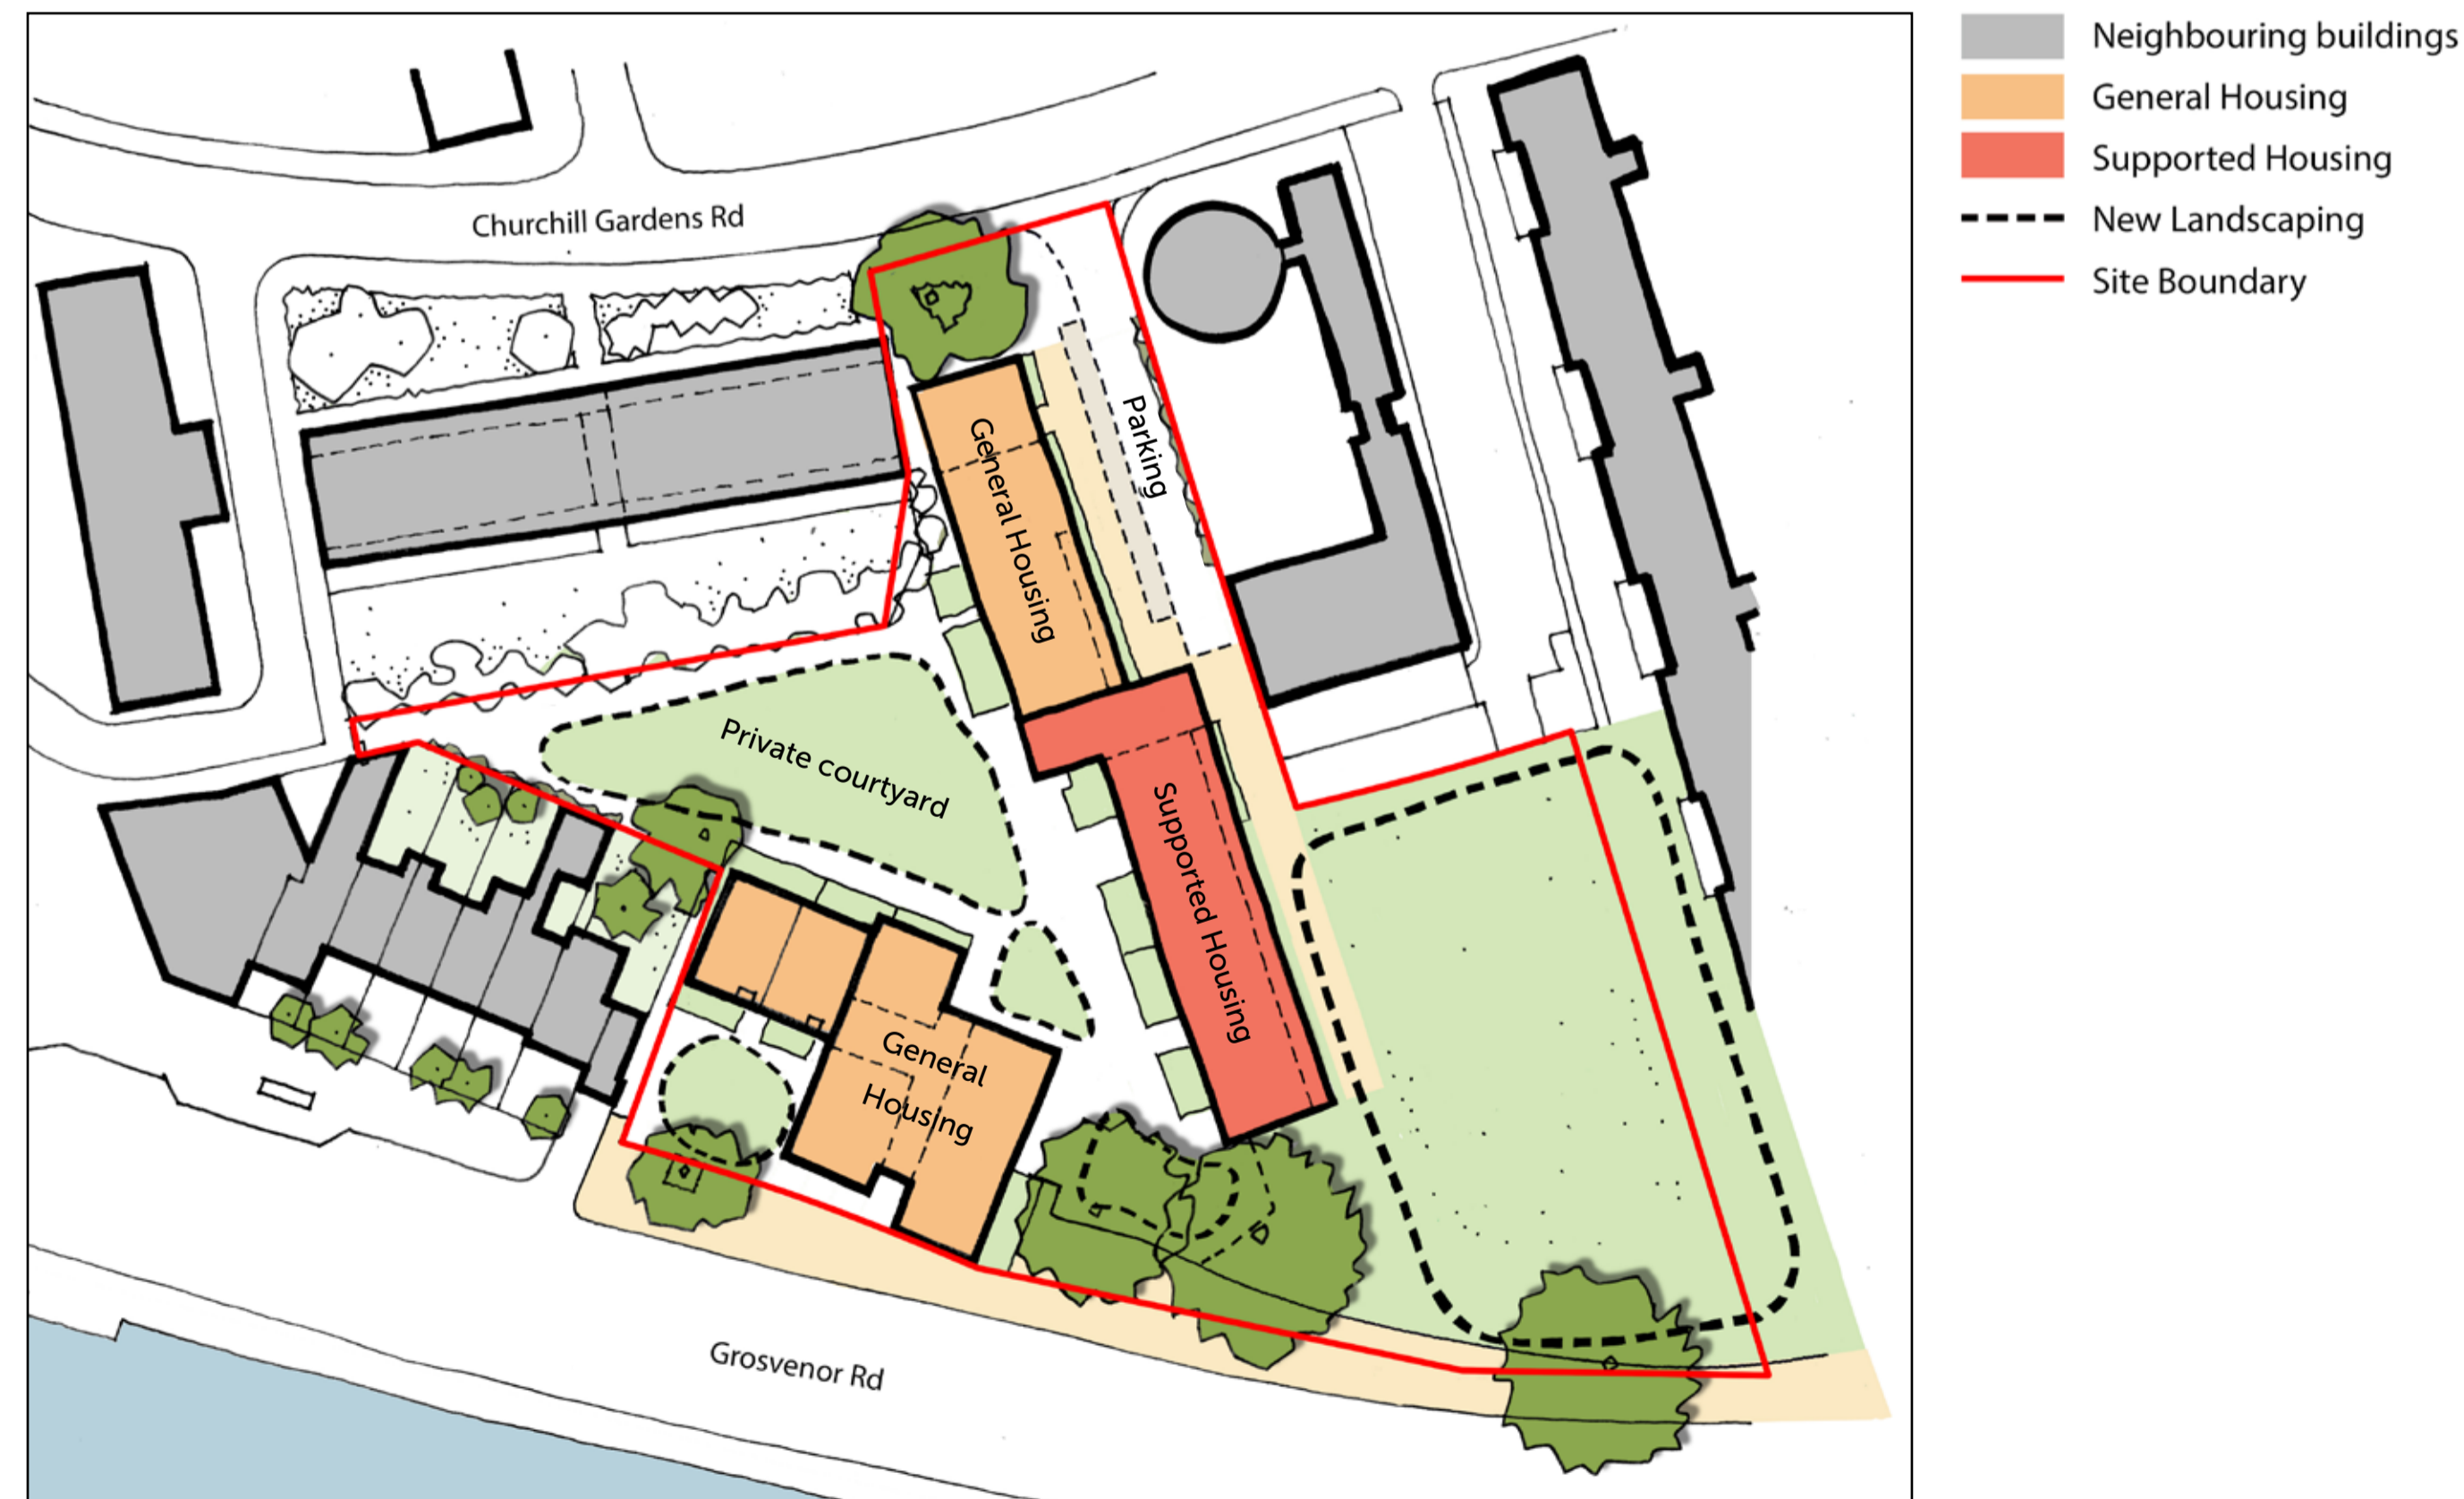 Neighbouring buildings
General Housing
Supported Housing
New Landscaping
Site Boundary
Churchill Gardens Rd
Parking
General Housing
Private courtyard
Supported Housing
General
Housing
Grosvenor Rd